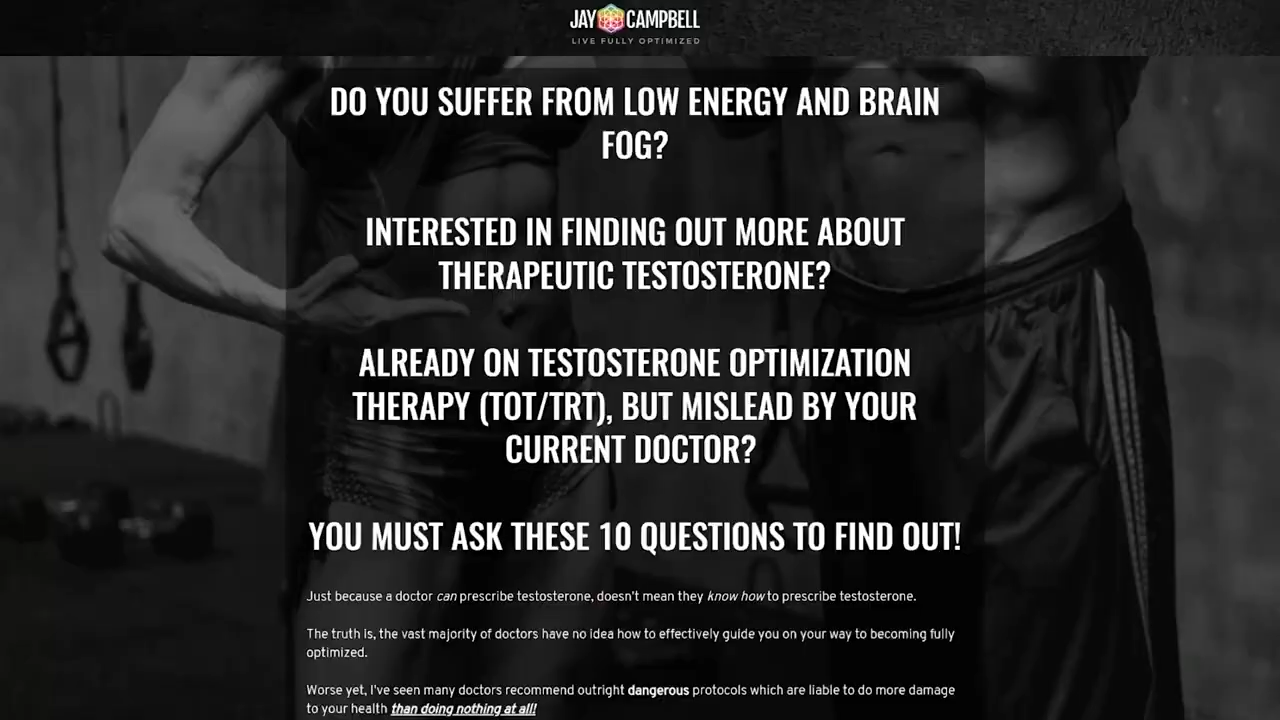 JAY CAMPBELL
LIVE FULLY OPTIMIZED
DO YOU SUFFER FROM LOW ENERGY AND BRAIN
FOG?
INTERESTED IN FINDING OUT MORE ABOUT
THERAPEUTIC TESTOSTERONE?
ALREADY ON TESTOSTERONE OPTIMIZATION
THERAPY (TOT/TRT), BUT MISLEAD BY YOUR
CURRENT DOCTOR?
YOU MUST ASK THESE 10 QUESTIONS TO FIND OUT!
Just because a doctor can prescribe testosterone, doesn't mean they know how to prescribe testosterone.
The truth is, the vast majority of doctors have no idea how to effectively guide you on your way to becoming fully
optimized.
Worse yet, I've seen many doctors recommend outright dangerous protocols which are liable to do more damage
to your health than doing nothing at all!